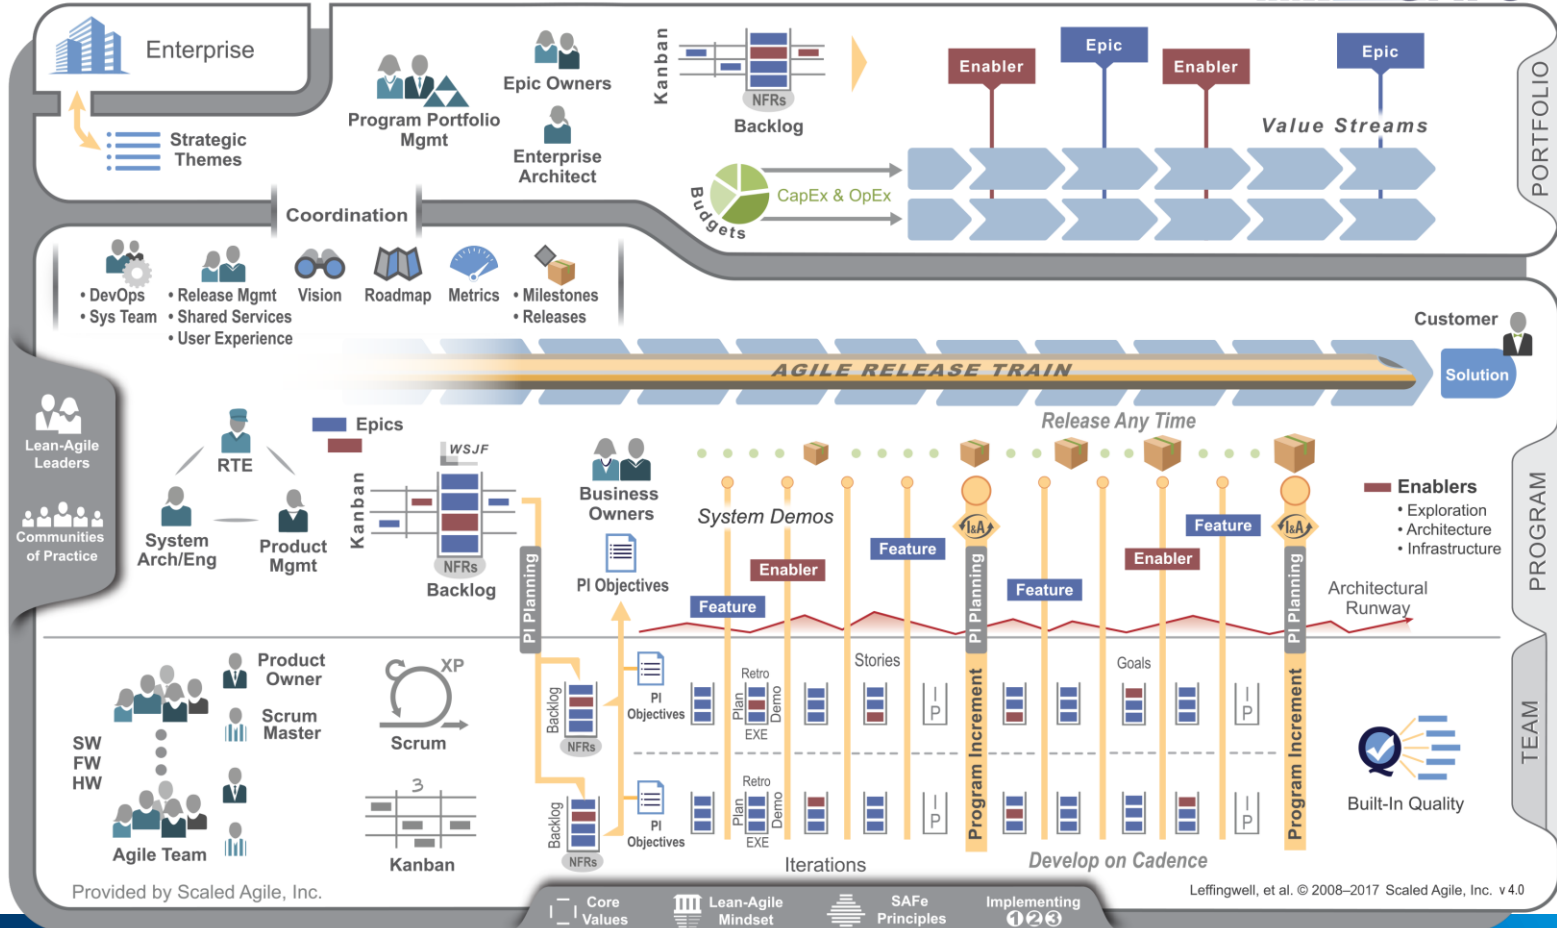 Enterprise
Strategic
Themes
Program Portfolio
Mgmt
Epic Owners
Enterprise
Architect
Kanban
NFRs
Backlog
Budgets
CapEx & OpEx
Enabler
Epic
Enabler
Epic
Value Streams
PORTFOLIO
Coordination
• DevOps
• Sys Team
• Release Mgmt
• Shared Services
• User Experience
Vision
Roadmap
Metrics
• Milestones
• Releases
Customer
Solution
AGILE RELEASE TRAIN
Release Any Time
Lean-Agile
Leaders
Communities
of Practice
RTE
System
Arch/Eng
Product
Mgmt
Epics
WSJF
Kanban
NFRs
Backlog
PI Planning
Business
Owners
PI Objectives
System Demos
Feature
Enabler
Feature
I&A
PI Planning
Feature
Enabler
Feature
I&A
PI Planning
Enablers
• Exploration
• Architecture
• Infrastructure
Architectural
Runway
PROGRAM
Product
Owner
Scrum
Master
SW
FW
HW
Agile Team
XP
Scrum
3
Kanban
Backlog
NFRs
Backlog
NFRs
PI
Objectives
PI
Objectives
Retro
Plan
Demo
EXE
Stories
I
P
Retro
Plan
Demo
EXE
I
P
Iterations
Program Increment
Goals
I
P
I
P
Develop on Cadence
Program Increment
Built-In Quality
TEAM
Provided by Scaled Agile, Inc.
Leffingwell, et al. © 2008–2017 Scaled Agile, Inc. v 4.0
Core
Values
Lean-Agile
Mindset
SAFe
Principles
Implementing
1 2 3